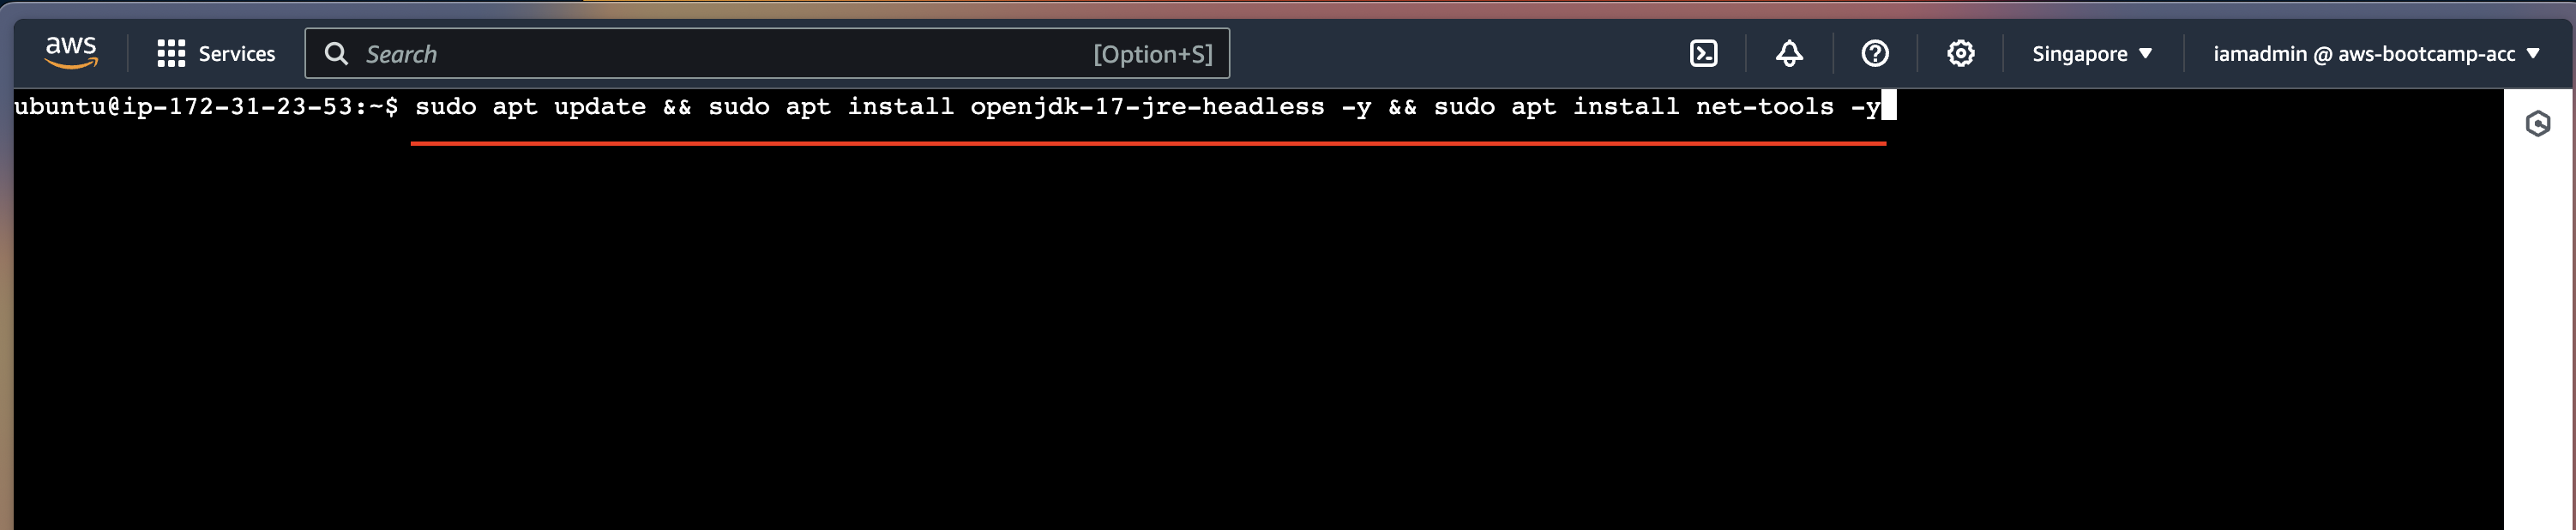 aws Services Search [Option+S] Singapore iamadmin @ aws-bootcamp-acc
ubuntu@ip-172-31-23-53:~$ sudo apt update && sudo apt install openjdk-17-jre-headless -y && sudo apt install net-tools -y